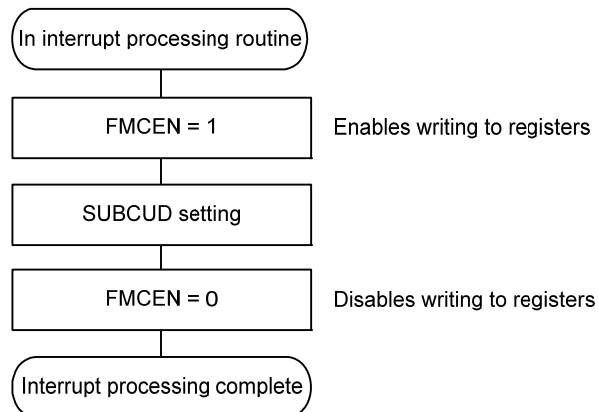 In interrupt processing routine
FMCEN = 1
Enables writing to registers
SUBCUD setting
FMCEN = 0
Disables writing to registers
Interrupt processing complete